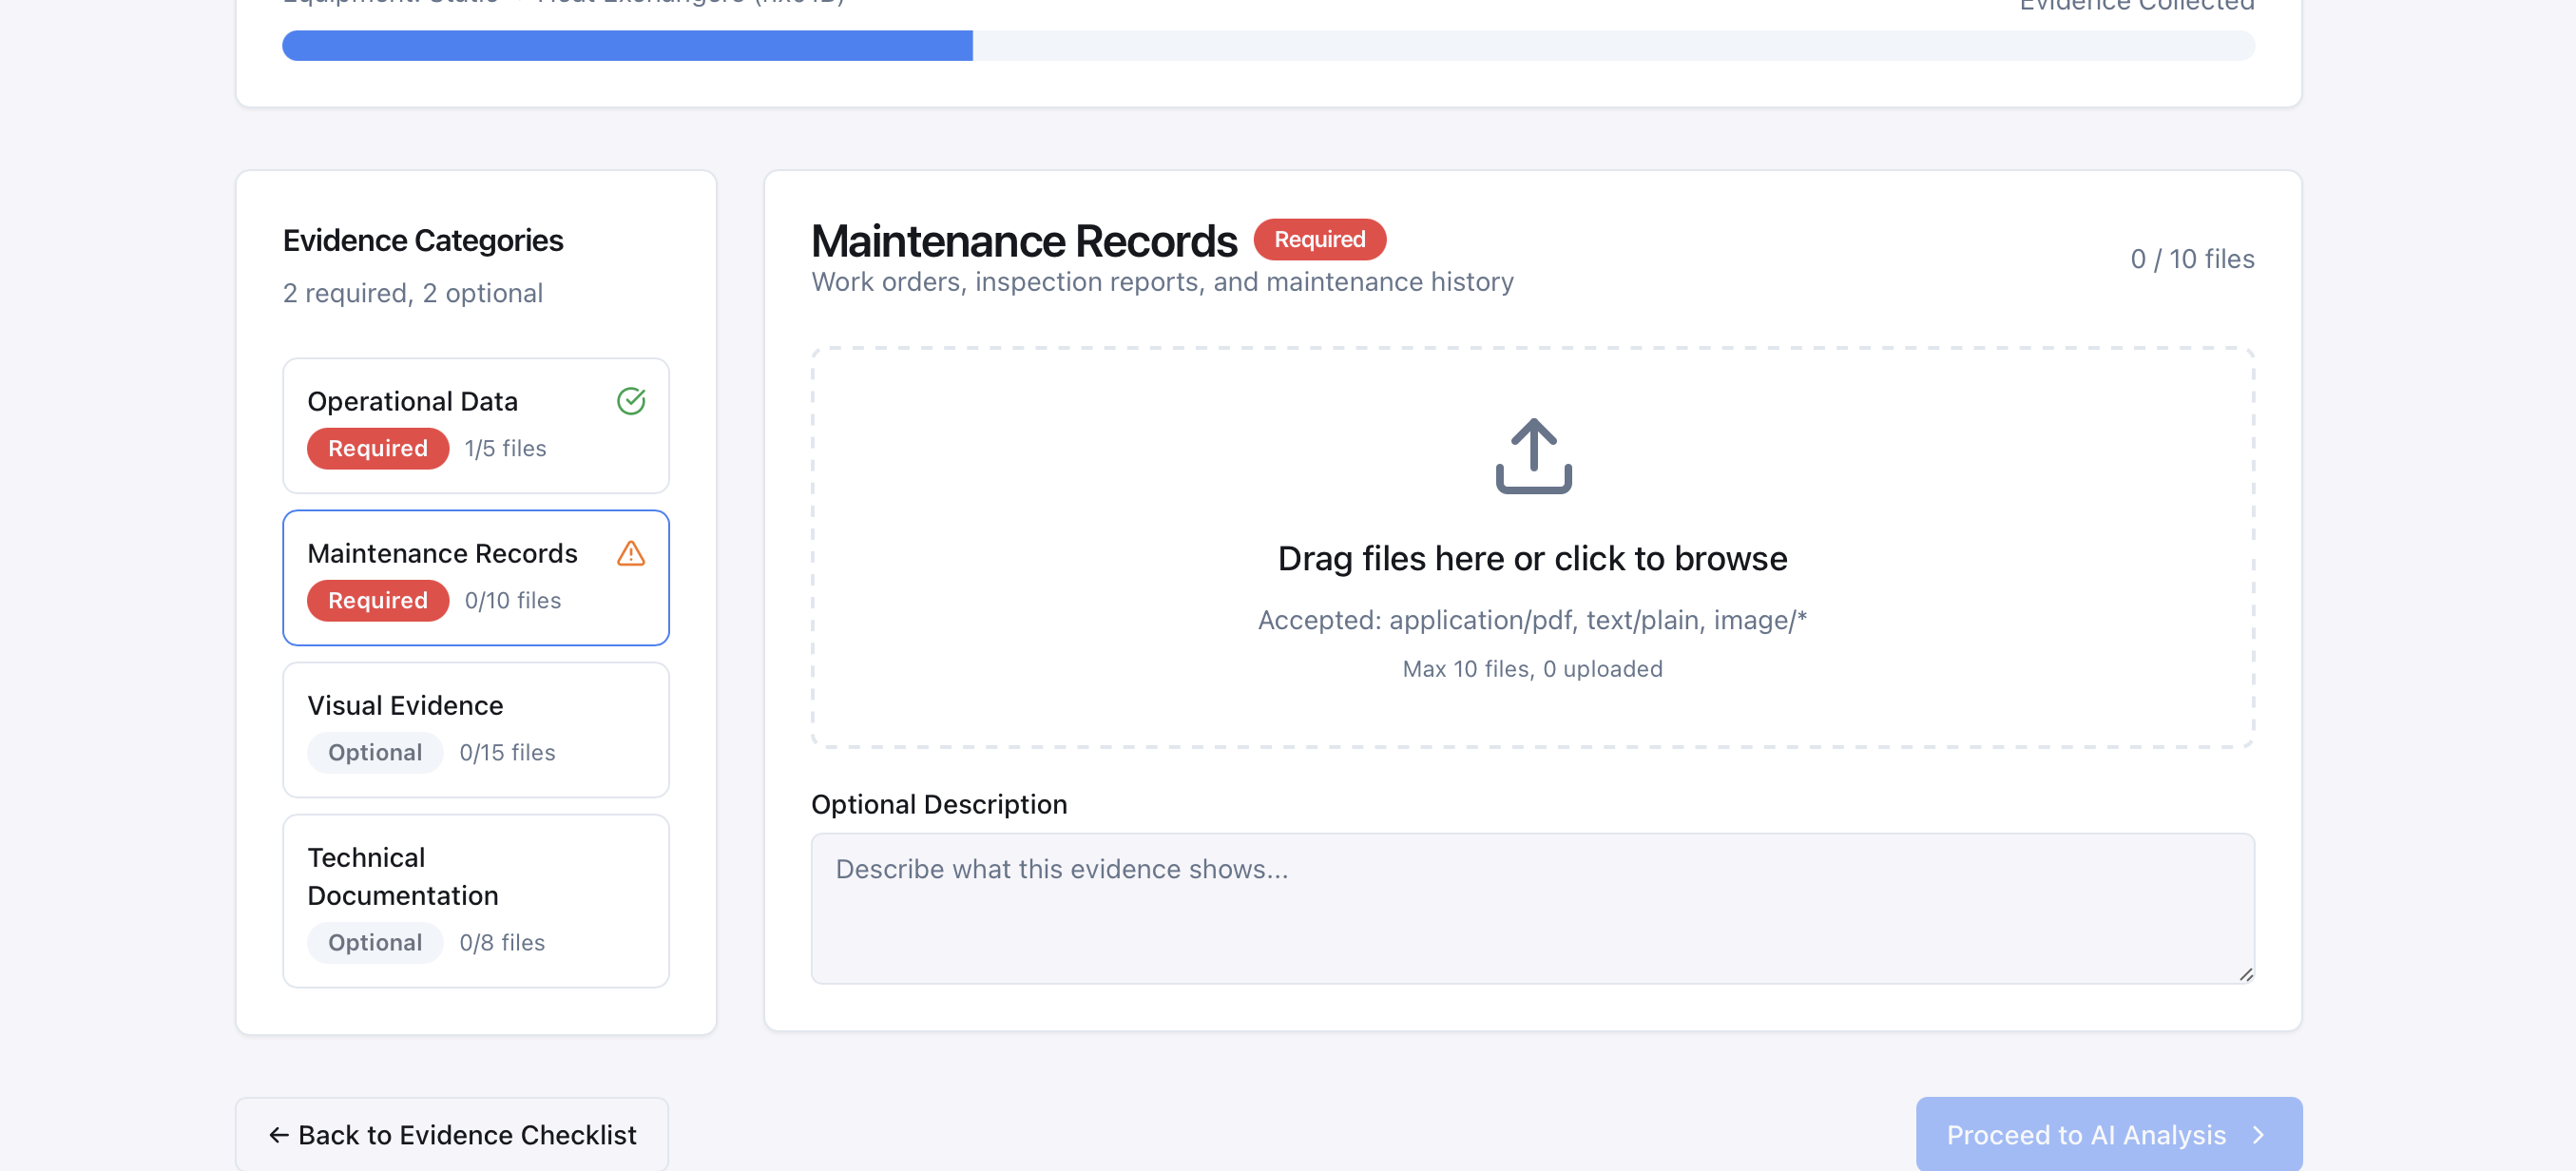 Evidence Collected
Evidence Categories
2 required, 2 optional
Operational Data
Required 1/5 files
Maintenance Records
Required 0/10 files
Visual Evidence
Optional 0/15 files
Technical
Documentation
Optional 0/8 files
Maintenance Records Required
Work orders, inspection reports, and maintenance history
0 / 10 files
Drag files here or click to browse
Accepted: application/pdf, text/plain, image/*
Max 10 files, 0 uploaded
Optional Description
Describe what this evidence shows...
← Back to Evidence Checklist
Proceed to AI Analysis >